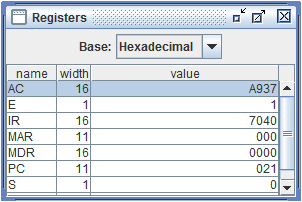 Registers
Base: Hexadecimal
name width value
AC 16 A937
E 1 1
IR 16 7040
MAR 11 000
MDR 16 0000
PC 11 021
S 1 0